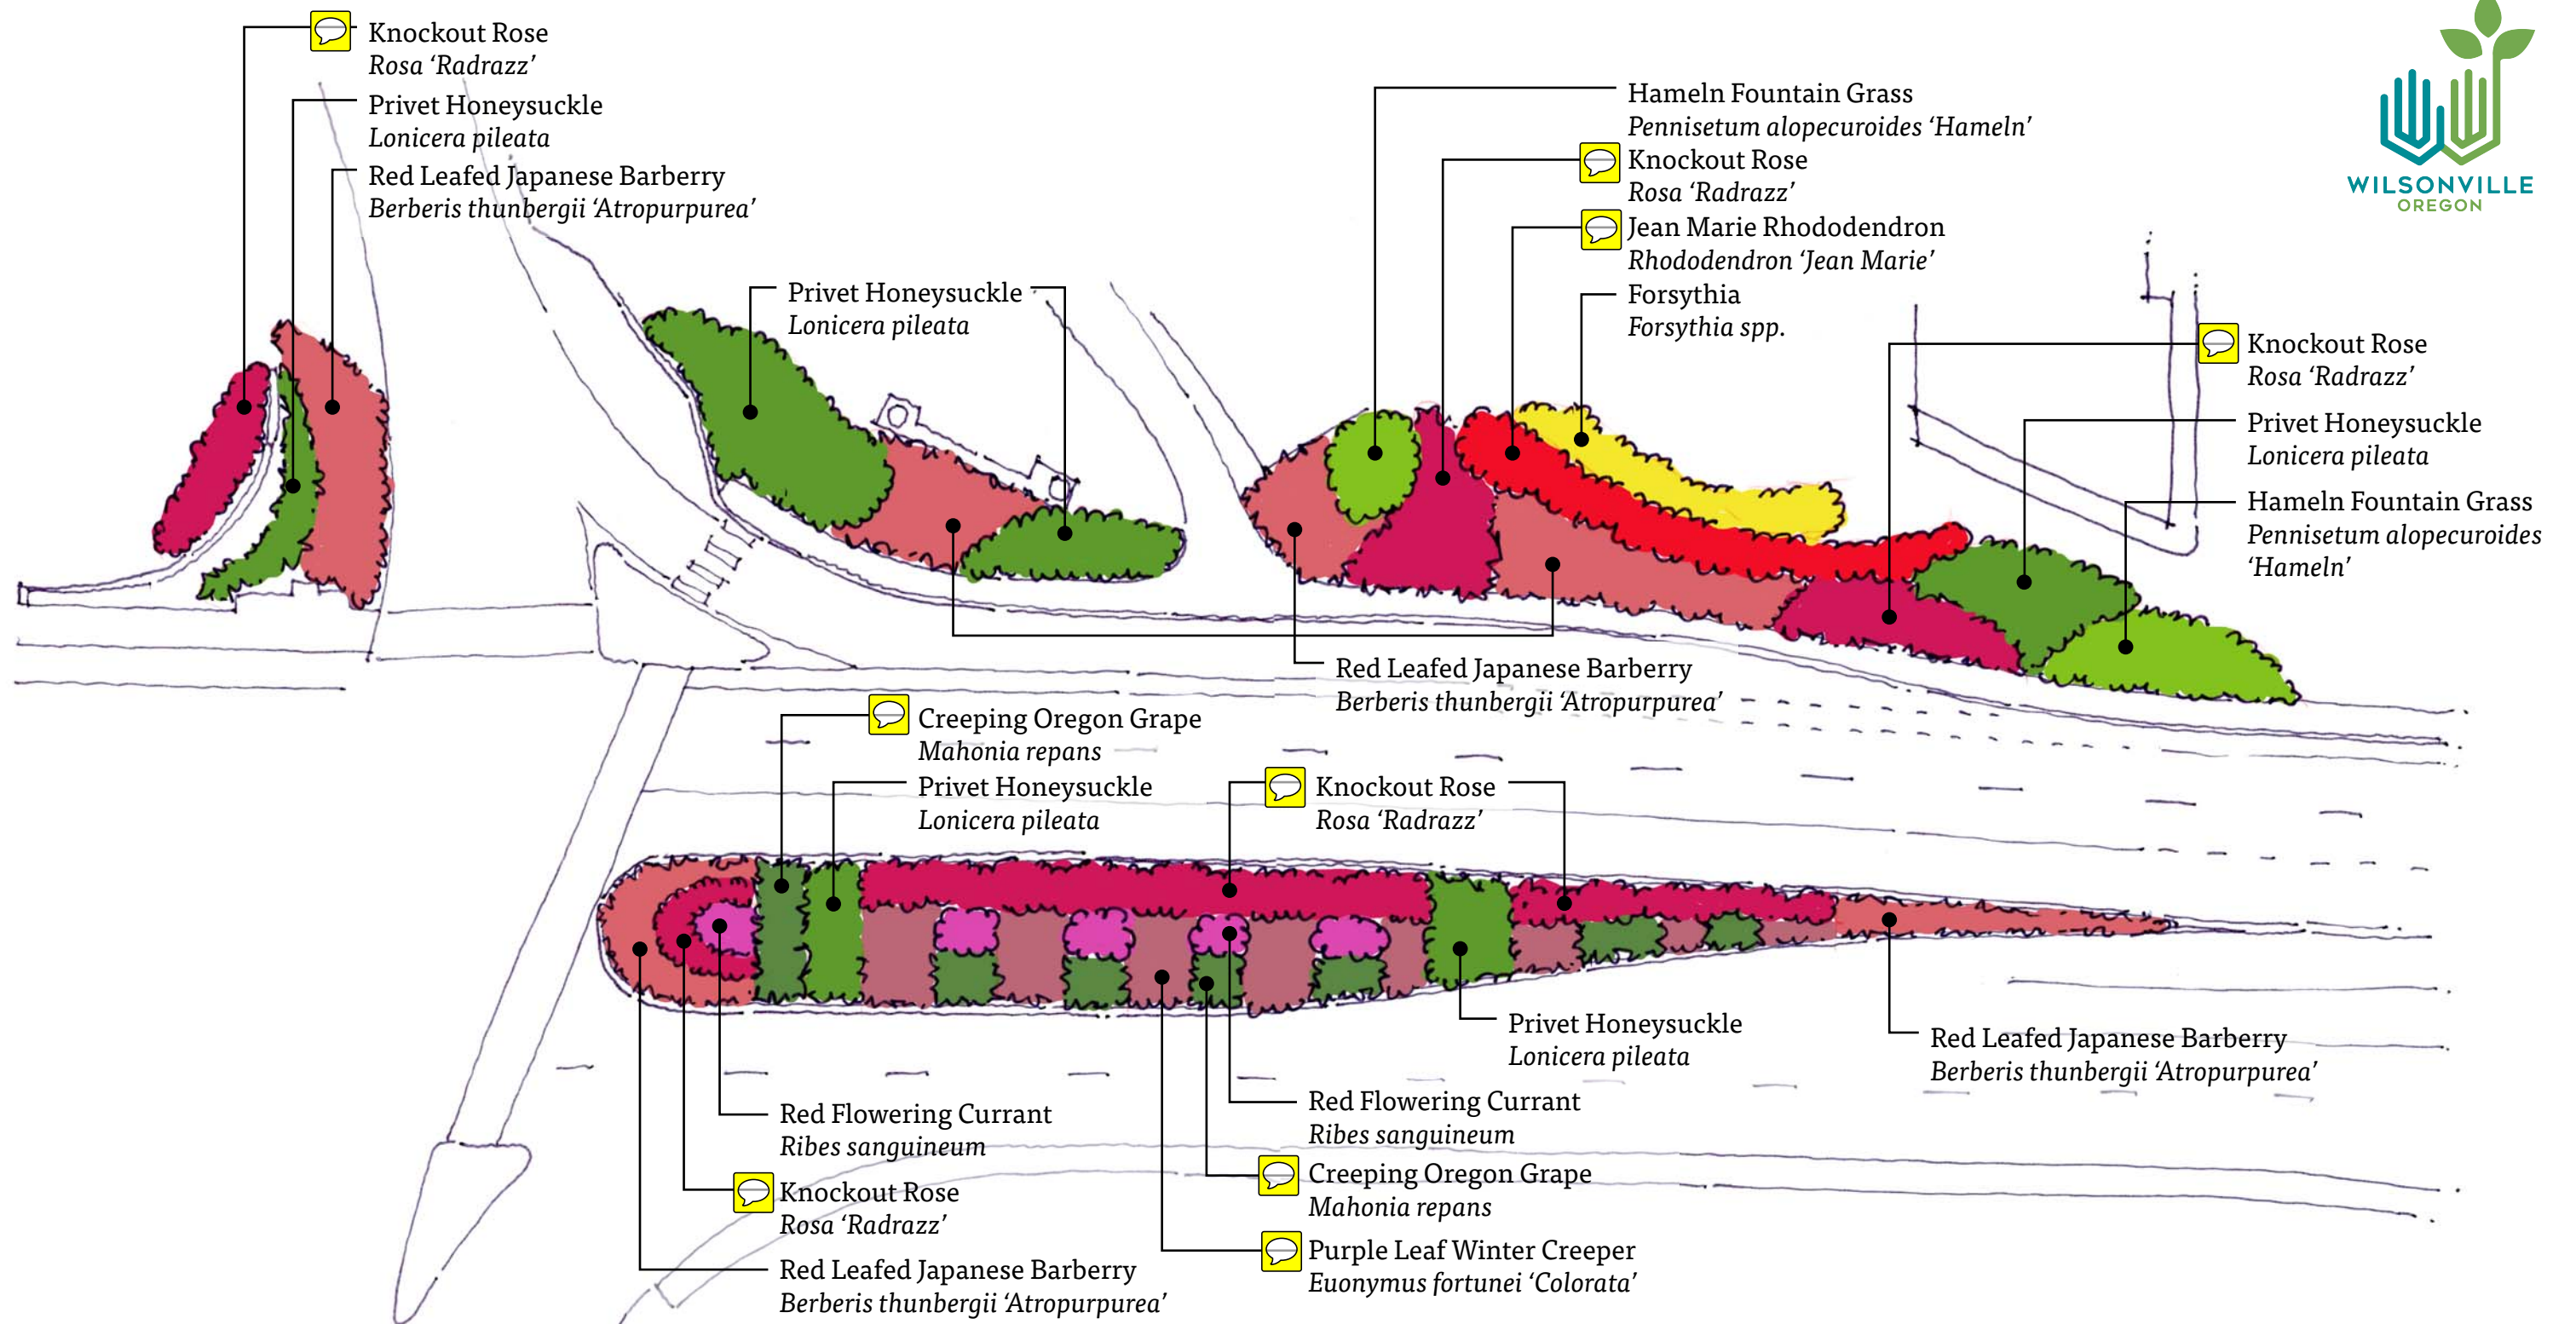 Knockout Rose
Rosa ‘Radrazz’
Privet Honeysuckle
Lonicera pileata
Red Leafed Japanese Barberry
Berberis thunbergii ‘Atropurpurea’
Privet Honeysuckle
Lonicera pileata
Hameln Fountain Grass
Pennisetum alopecuroides ‘Hameln’
Knockout Rose
Rosa ‘Radrazz’
Jean Marie Rhododendron
Rhododendron ‘Jean Marie’
Forsythia
Forsythia spp.
WILSONVILLE
OREGON
Knockout Rose
Rosa ‘Radrazz’
Privet Honeysuckle
Lonicera pileata
Hameln Fountain Grass
Pennisetum alopecuroides
‘Hameln’
Red Leafed Japanese Barberry
Berberis thunbergii ‘Atropurpurea’
Creeping Oregon Grape
Mahonia repans
Privet Honeysuckle
Lonicera pileata
Knockout Rose
Rosa ‘Radrazz’
Privet Honeysuckle
Lonicera pileata
Red Leafed Japanese Barberry
Berberis thunbergii ‘Atropurpurea’
Red Flowering Currant
Ribes sanguineum
Knockout Rose
Rosa ‘Radrazz’
Red Leafed Japanese Barberry
Berberis thunbergii ‘Atropurpurea’
Red Flowering Currant
Ribes sanguineum
Creeping Oregon Grape
Mahonia repans
Purple Leaf Winter Creeper
Euonymus fortunei ‘Colorata’